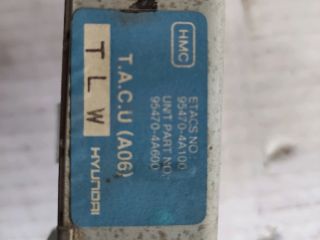 HMC
ETACS NO.
95470-4A100
UNIT PART NO.
95470-4A600
T.A.C.U (A06)
T L W
HYUNDAI